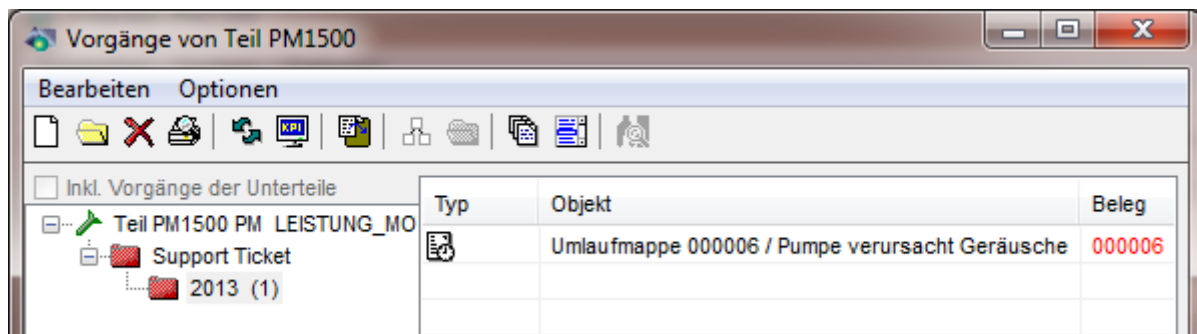 Vorgänge von Teil PM1500
Bearbeiten Optionen
KPI
Inkl. Vorgänge der Unterteile
Typ Objekt Beleg
Teil PM1500 PM LEISTUNG_MO
Umlaufmappe 000006 / Pumpe verursacht Geräusche 000006
Support Ticket
2013 (1)